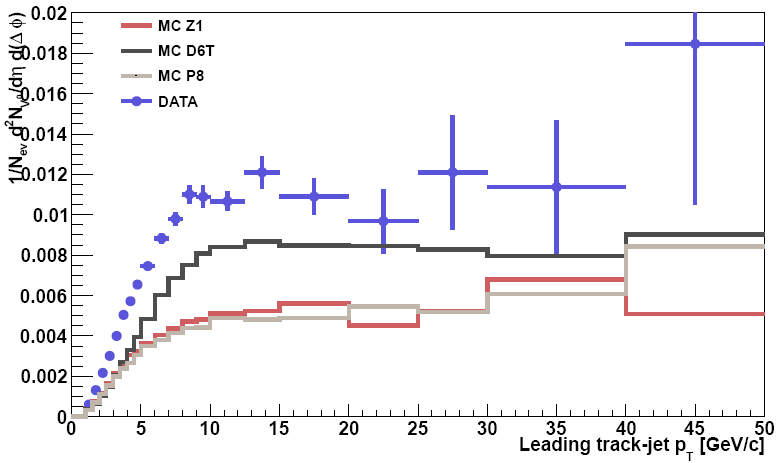 0.02
0.018
0.016
0.014
0.012
0.01
0.008
0.006
0.004
0.002
0
1/N_ev d²N_V⁰/dη d(Δ φ)
MC Z1
MC D6T
MC P8
DATA
0 5 10 15 20 25 30 35 40 45 50
Leading track-jet p_T [GeV/c]